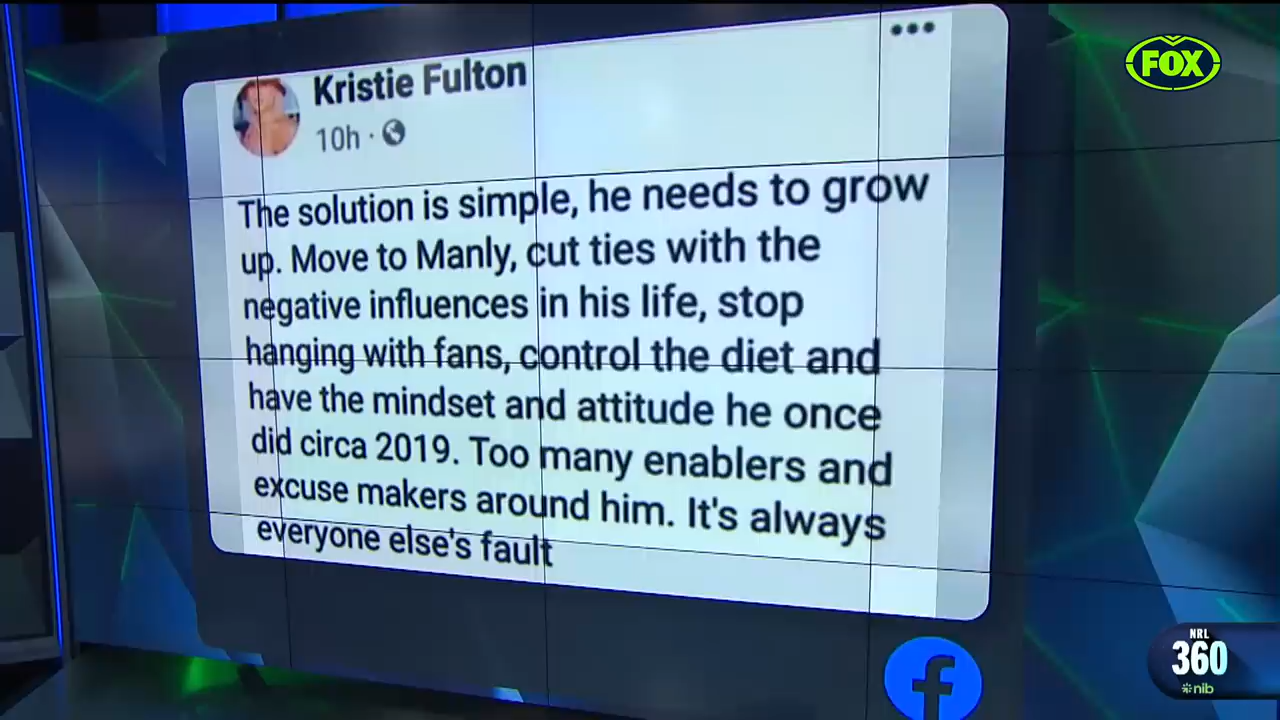 Kristie Fulton
10h ·
The solution is simple, he needs to grow
up. Move to Manly, cut ties with the
negative influences in his life, stop
hanging with fans, control the diet and
have the mindset and attitude he once
did circa 2019. Too many enablers and
excuse makers around him. It's always
everyone else's fault
FOX
NRL
360
nib